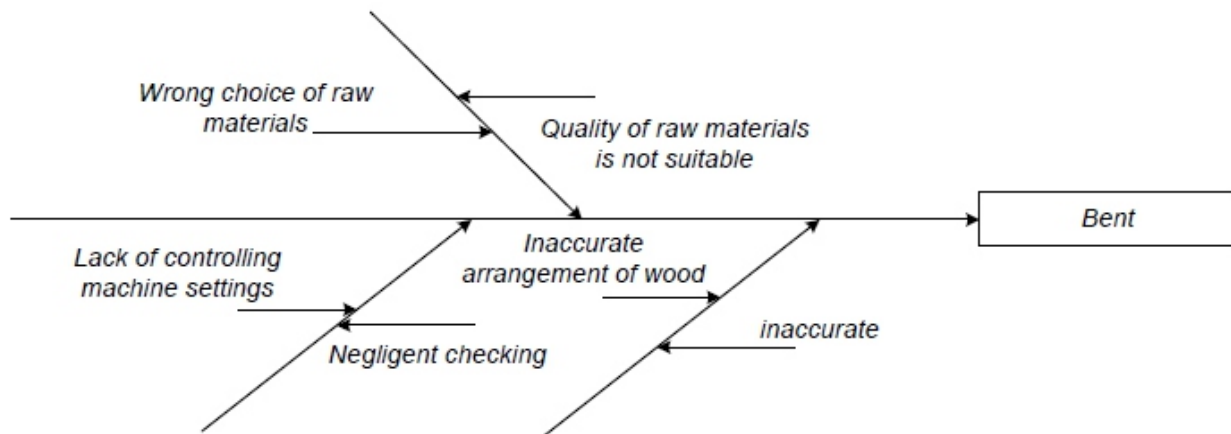 Wrong choice of raw
materials
Quality of raw materials
is not suitable
Bent
Lack of controlling
machine settings
Inaccurate
arrangement of wood
Negligent checking
inaccurate